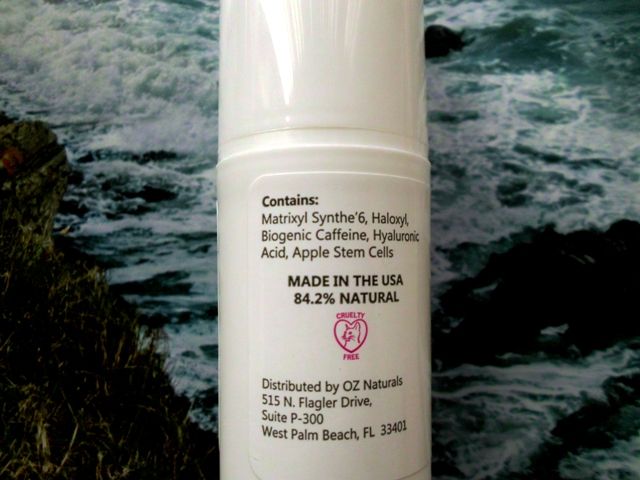 Contains:
Matrixyl Synthe'6, Haloxyl,
Biogenic Caffeine, Hyaluronic
Acid, Apple Stem Cells
MADE IN THE USA
84.2% NATURAL
CRUELTY
FREE
Distributed by OZ Naturals
515 N. Flagler Drive,
Suite P-300
West Palm Beach, FL 33401